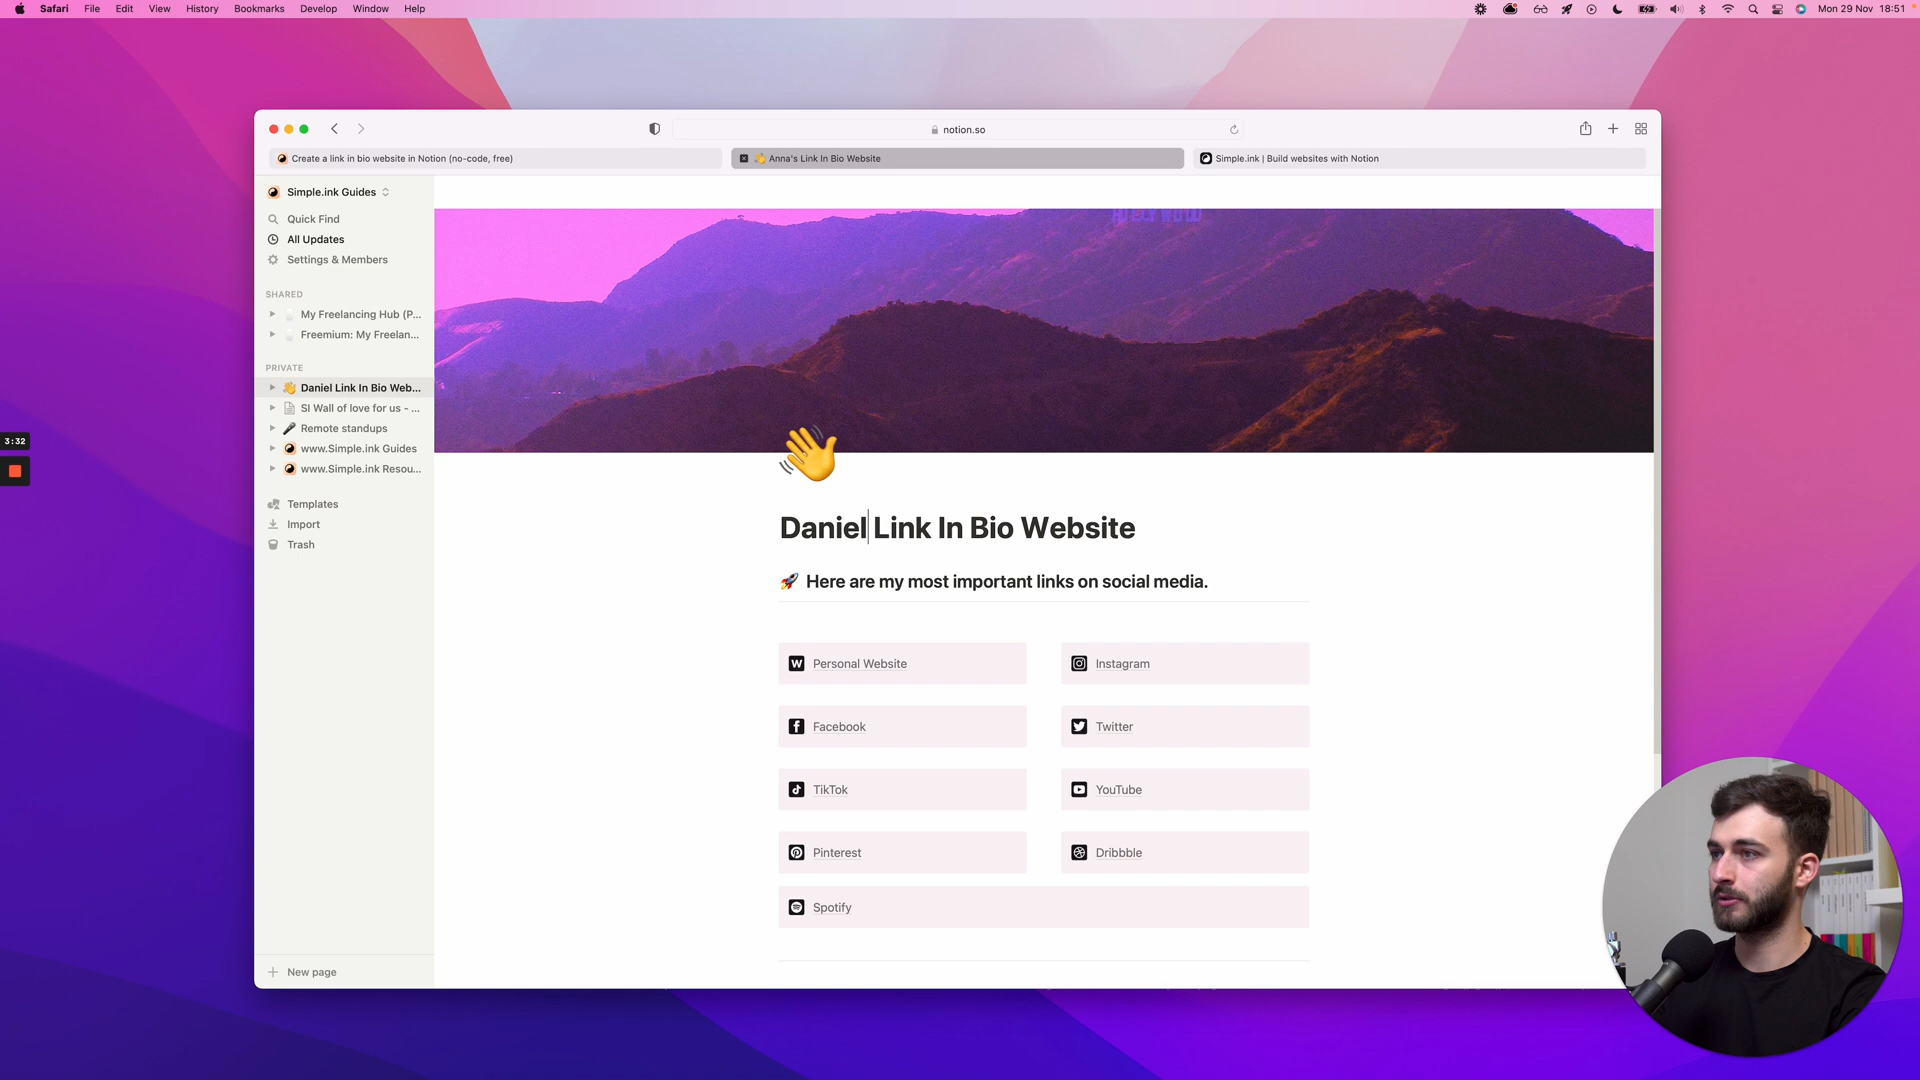 Safari File Edit View History Bookmarks Develop Window Help
Mon 29 Nov 18:51
notion.so
Create a link in bio website in Notion (no-code, free)
Anna's Link In Bio Website
Simple.ink | Build websites with Notion
Simple.ink Guides
Quick Find
All Updates
Settings & Members
SHARED
My Freelancing Hub (P...
Freemium: My Freelan...
PRIVATE
Daniel Link In Bio Web...
SI Wall of love for us - ...
Remote standups
www.Simple.ink Guides
www.Simple.ink Resou...
Templates
Import
Trash
New page
3:32
HOLLYWOOD
Daniel Link In Bio Website
Here are my most important links on social media.
W Personal Website
Instagram
Facebook
Twitter
TikTok
YouTube
Pinterest
Dribbble
Spotify